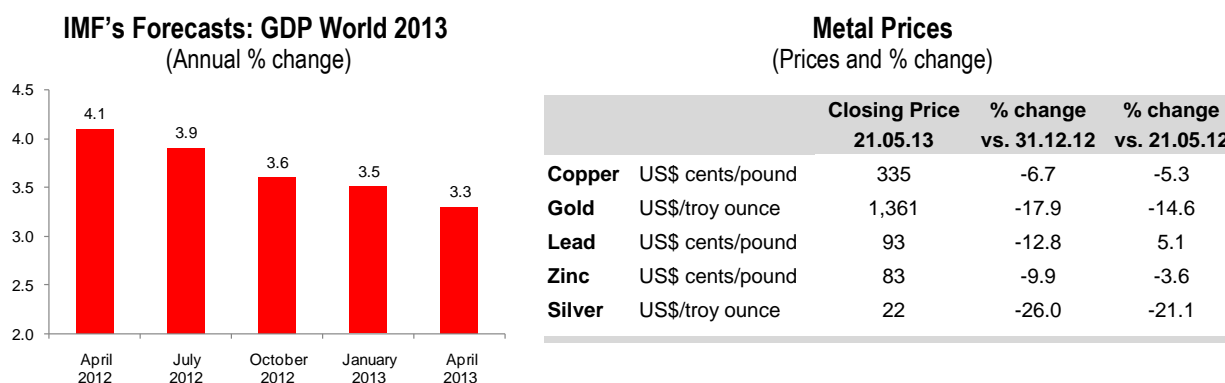 IMF's Forecasts: GDP World 2013
(Annual % change)
4.5
4.0
3.5
3.0
2.5
2.0
4.1
3.9
3.6
3.5
3.3
April 2012
July 2012
October 2012
January 2013
April 2013
Metal Prices
(Prices and % change)
Closing Price % change % change
21.05.13 vs. 31.12.12 vs. 21.05.12
Copper US$ cents/pound 335 -6.7 -5.3
Gold US$/troy ounce 1,361 -17.9 -14.6
Lead US$ cents/pound 93 -12.8 5.1
Zinc US$ cents/pound 83 -9.9 -3.6
Silver US$/troy ounce 22 -26.0 -21.1